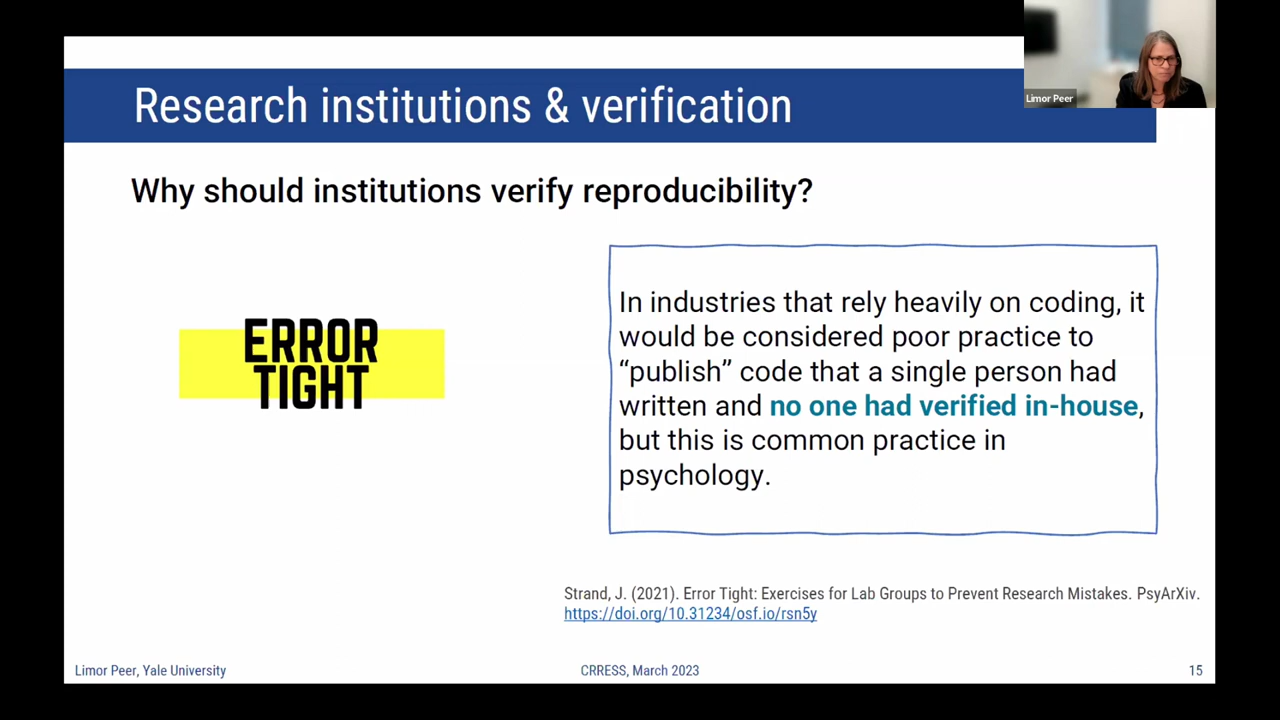 Limor Peer
Research institutions & verification
Why should institutions verify reproducibility?
ERROR
TIGHT
In industries that rely heavily on coding, it
would be considered poor practice to
“publish” code that a single person had
written and no one had verified in-house,
but this is common practice in
psychology.
Strand, J. (2021). Error Tight: Exercises for Lab Groups to Prevent Research Mistakes. PsyArXiv.
https://doi.org/10.31234/osf.io/rsn5y
Limor Peer, Yale University
CRRESS, March 2023
15